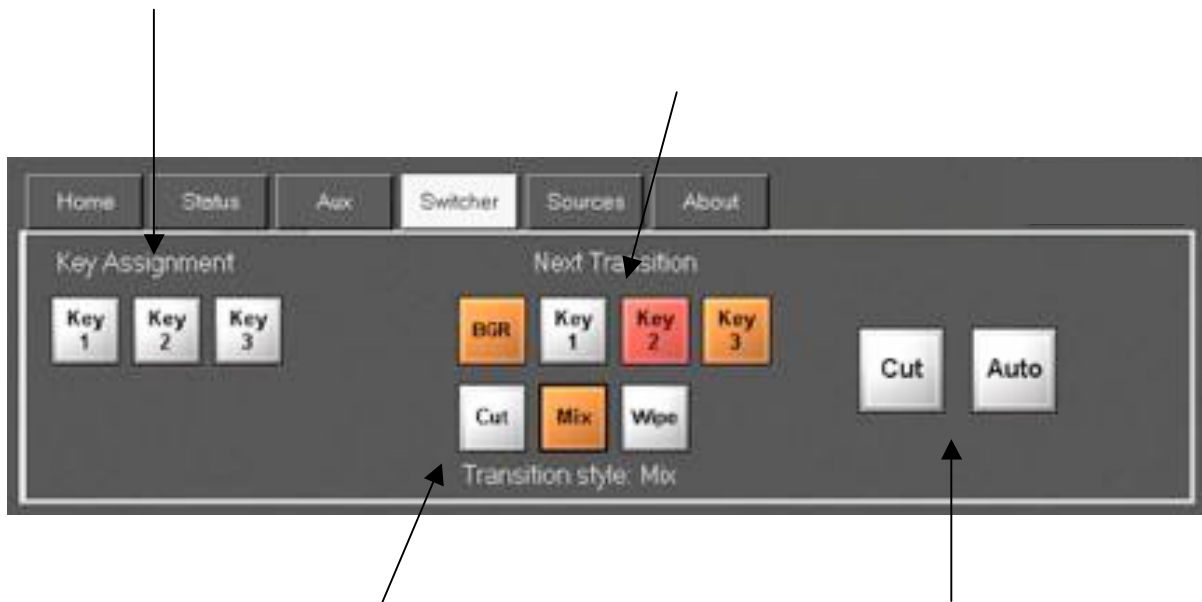 Home Status Aux Switcher Sources About
Key Assignment Next Transition
Key 1 Key 2 Key 3 BGR Key 1 Key 2 Key 3
Cut Auto
Cut Mix Wipe
Transition style: Mix